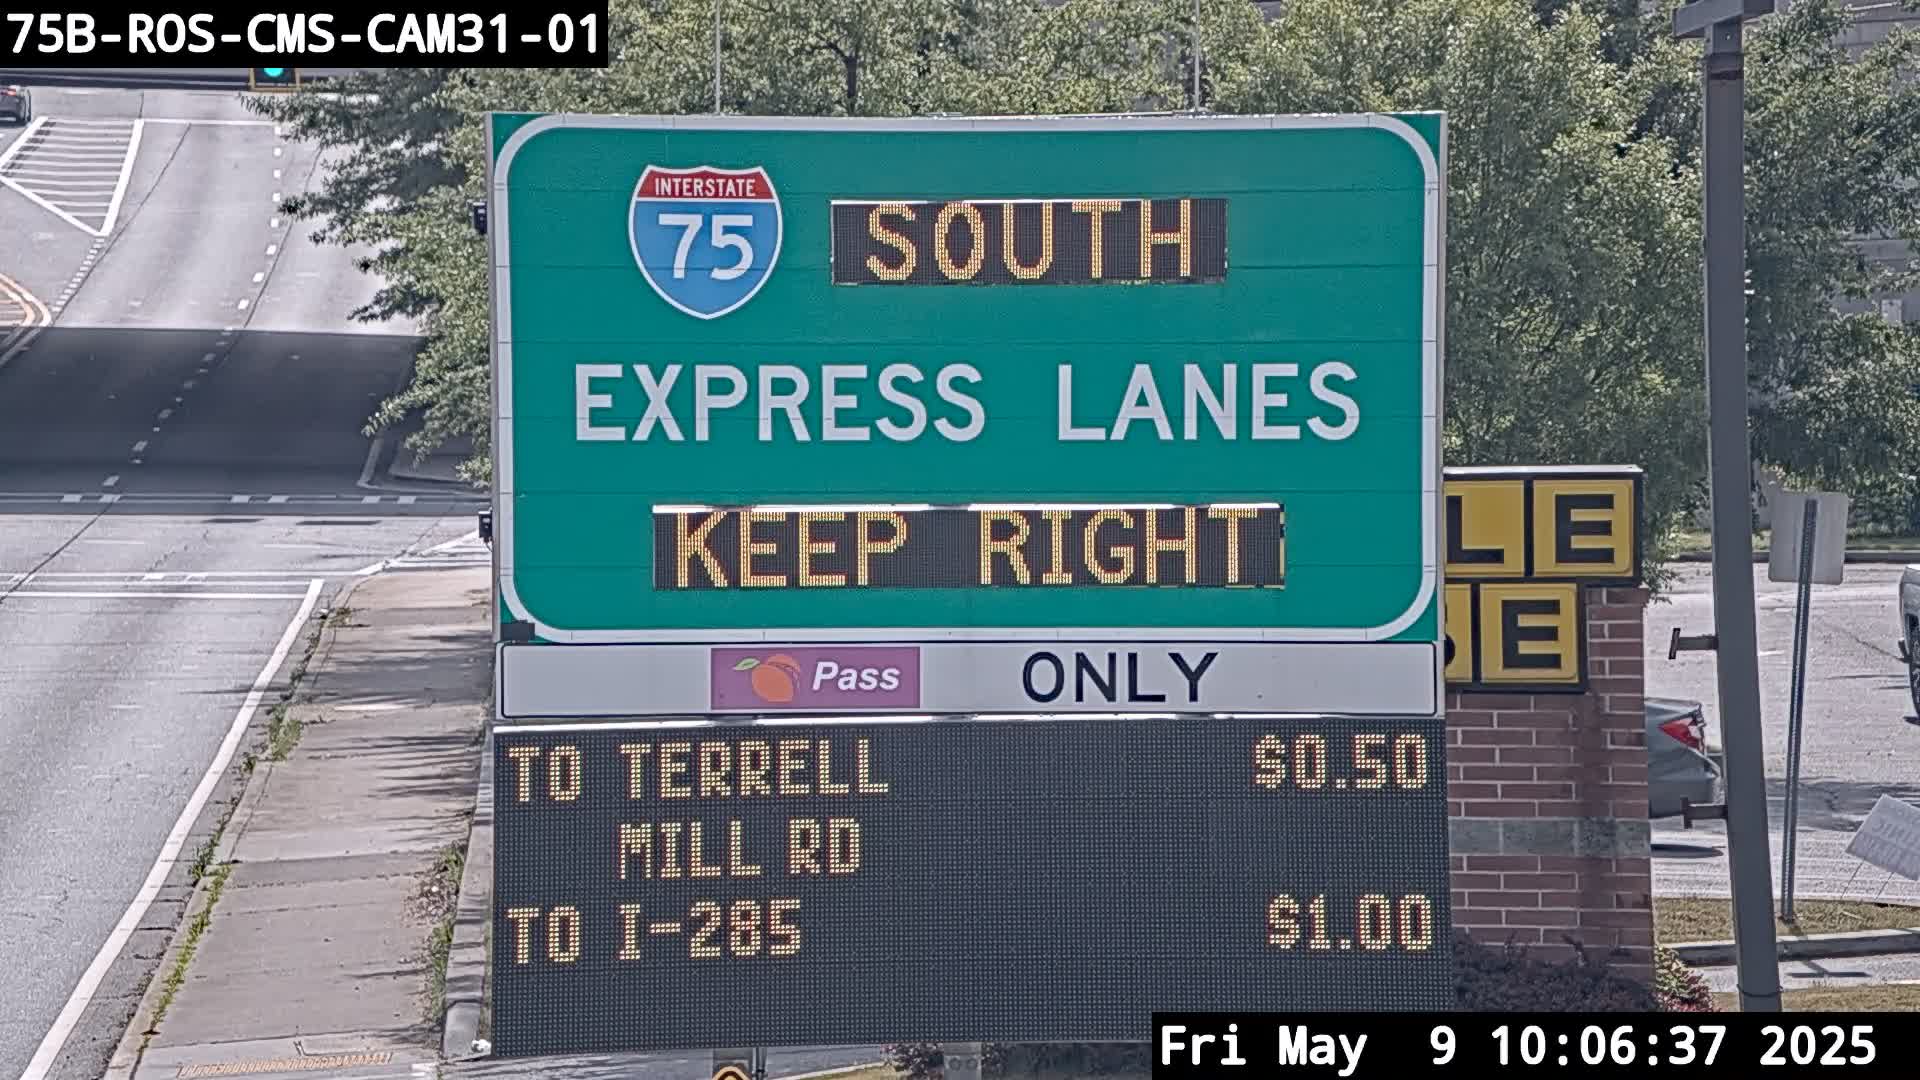 75B-ROS-CMS-CAM31-01
INTERSTATE
75
SOUTH
EXPRESS LANES
KEEP RIGHT
LE
E
Pass ONLY
TO TERRELL $0.50
MILL RD
TO I-285 $1.00
Fri May 9 10:06:37 2025